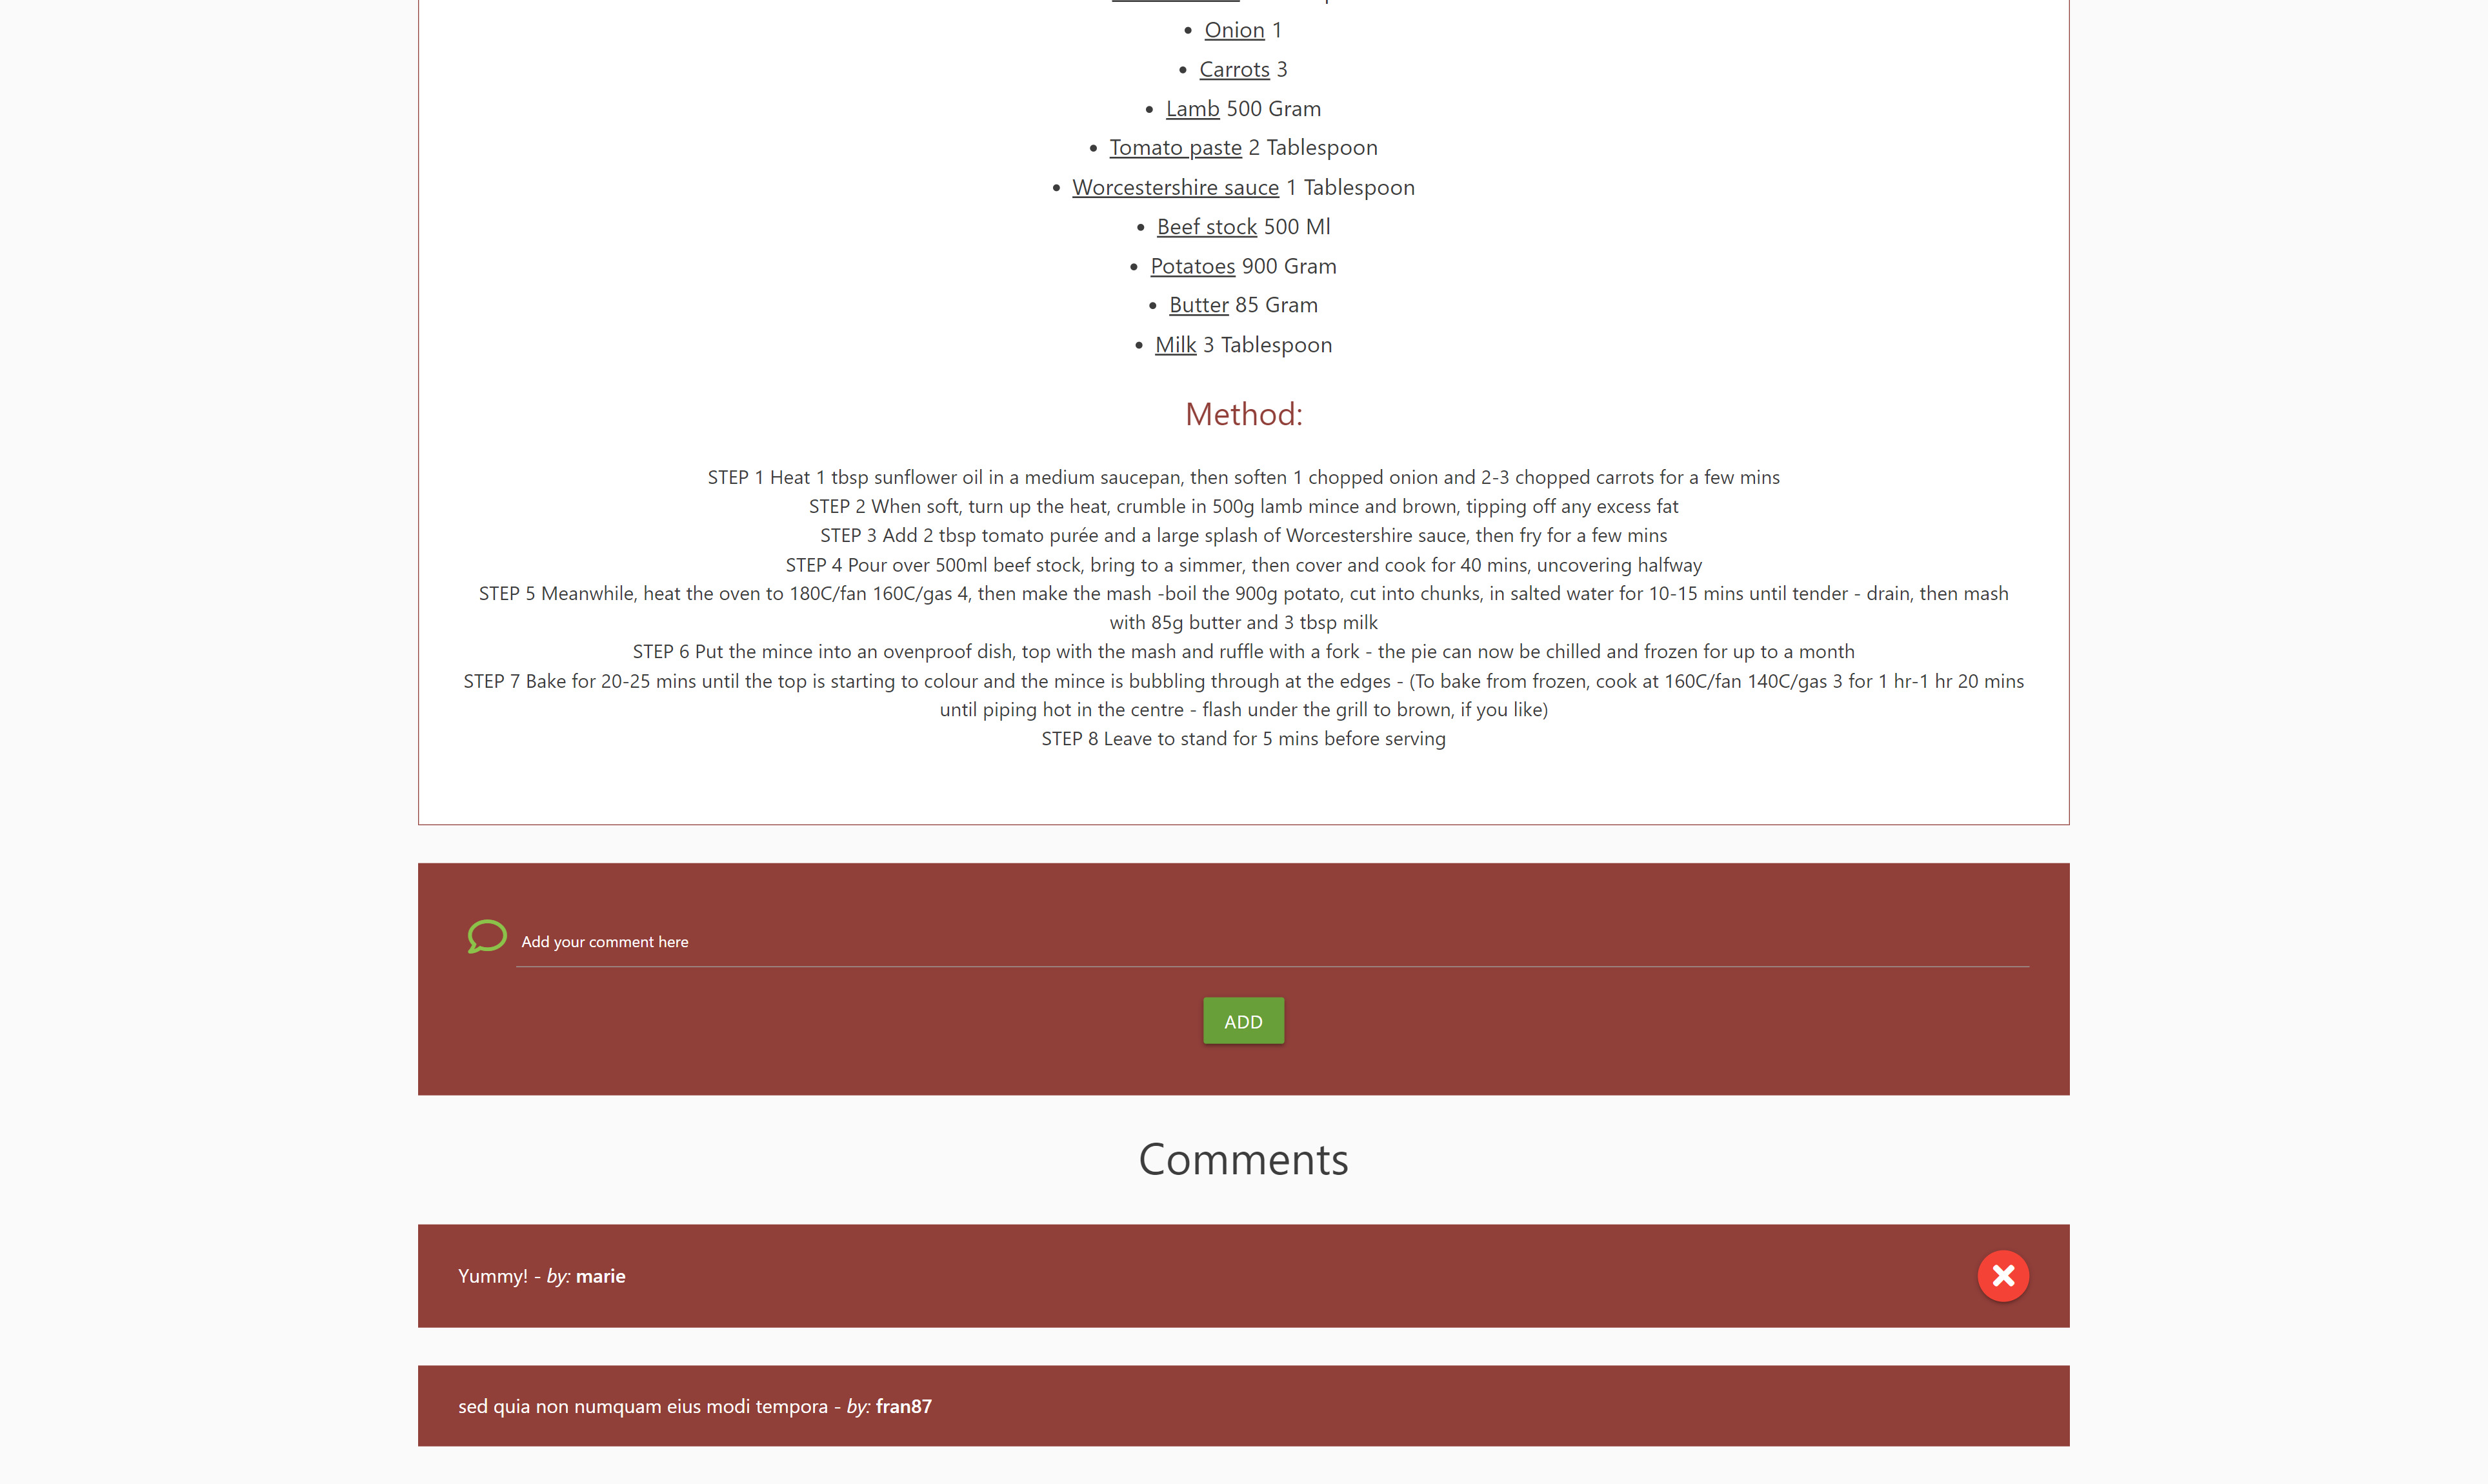 Onion 1
Carrots 3
Lamb 500 Gram
Tomato paste 2 Tablespoon
Worcestershire sauce 1 Tablespoon
Beef stock 500 Ml
Potatoes 900 Gram
Butter 85 Gram
Milk 3 Tablespoon
Method:
STEP 1 Heat 1 tbsp sunflower oil in a medium saucepan, then soften 1 chopped onion and 2-3 chopped carrots for a few mins
STEP 2 When soft, turn up the heat, crumble in 500g lamb mince and brown, tipping off any excess fat
STEP 3 Add 2 tbsp tomato purée and a large splash of Worcestershire sauce, then fry for a few mins
STEP 4 Pour over 500ml beef stock, bring to a simmer, then cover and cook for 40 mins, uncovering halfway
STEP 5 Meanwhile, heat the oven to 180C/fan 160C/gas 4, then make the mash -boil the 900g potato, cut into chunks, in salted water for 10-15 mins until tender - drain, then mash
with 85g butter and 3 tbsp milk
STEP 6 Put the mince into an ovenproof dish, top with the mash and ruffle with a fork - the pie can now be chilled and frozen for up to a month
STEP 7 Bake for 20-25 mins until the top is starting to colour and the mince is bubbling through at the edges - (To bake from frozen, cook at 160C/fan 140C/gas 3 for 1 hr-1 hr 20 mins
until piping hot in the centre - flash under the grill to brown, if you like)
STEP 8 Leave to stand for 5 mins before serving
Add your comment here
ADD
Comments
Yummy! - by: marie
sed quia non numquam eius modi tempora - by: fran87